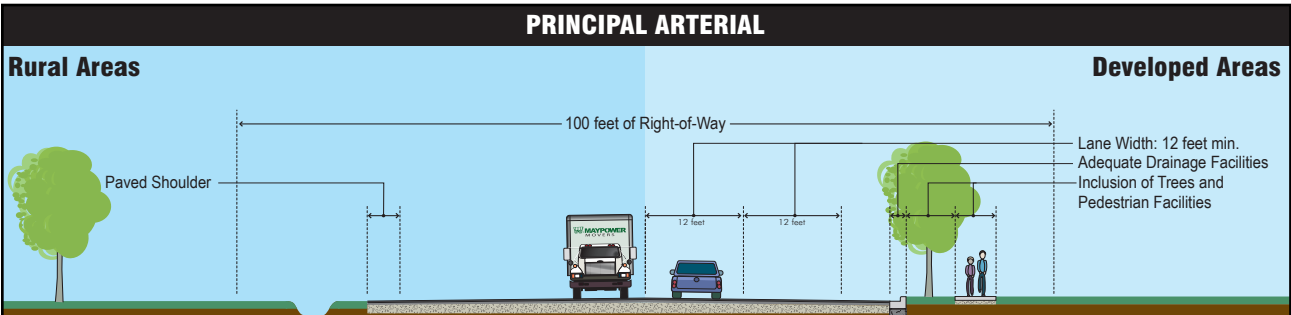 PRINCIPAL ARTERIAL
Rural Areas
Developed Areas
100 feet of Right-of-Way
Lane Width: 12 feet min.
Adequate Drainage Facilities
Inclusion of Trees and
Pedestrian Facilities
Paved Shoulder
12 feet
12 feet
MAYPOWER
MOVERS